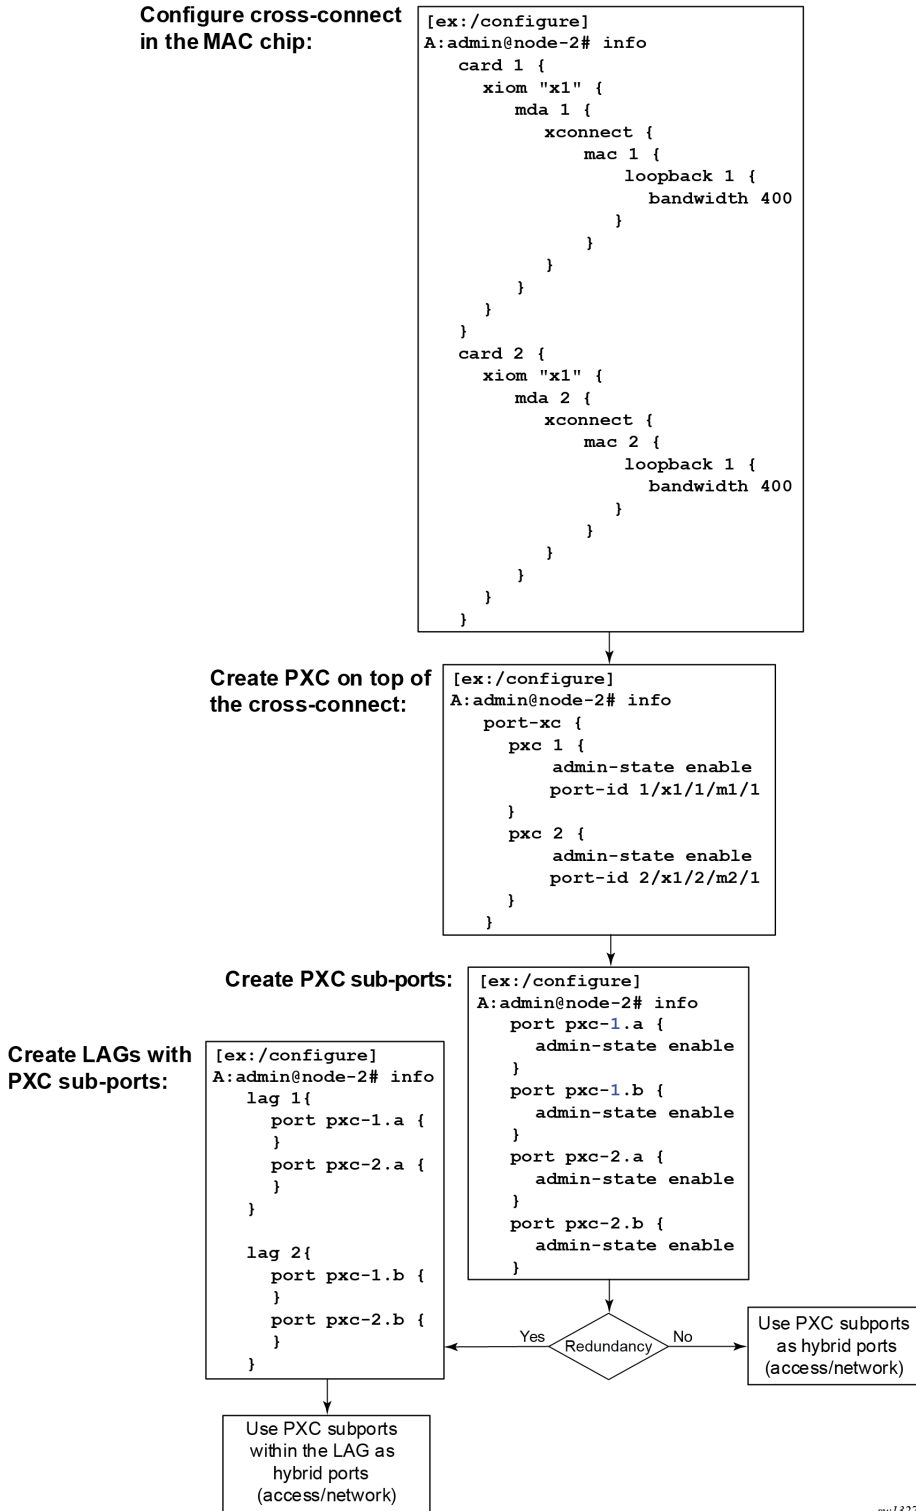 Configure cross-connect
in the MAC chip:
[ex:/configure]
A:admin@node-2# info
card 1 {
xiom "x1" {
mda 1 {
xconnect {
mac 1 {
loopback 1 {
bandwidth 400
}
}
}
}
}
}
card 2 {
xiom "x1" {
mda 2 {
xconnect {
mac 2 {
loopback 1 {
bandwidth 400
}
}
}
}
}
}
Create PXC on top of
the cross-connect:
[ex:/configure]
A:admin@node-2# info
port-xc {
pxc 1 {
admin-state enable
port-id 1/x1/1/m1/1
}
pxc 2 {
admin-state enable
port-id 2/x1/2/m2/1
}
}
Create PXC sub-ports:
[ex:/configure]
A:admin@node-2# info
port pxc-1.a {
admin-state enable
}
port pxc-1.b {
admin-state enable
}
port pxc-2.a {
admin-state enable
}
port pxc-2.b {
admin-state enable
}
Create LAGs with
PXC sub-ports:
[ex:/configure]
A:admin@node-2# info
lag 1{
port pxc-1.a {
}
port pxc-2.a {
}
}
lag 2{
port pxc-1.b {
}
port pxc-2.b {
}
}
Yes
Redundancy
No
Use PXC subports
as hybrid ports
(access/network)
Use PXC subports
within the LAG as
hybrid ports
(access/network)